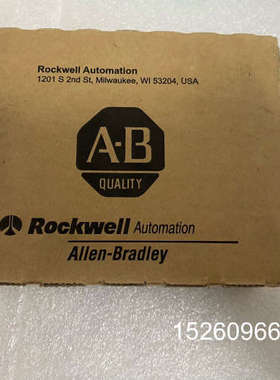 Rockwell Automation
1201 S 2nd St, Milwaukee, WI 53204, USA
A-B
QUALITY
Rockwell Automation
Allen-Bradley
15260966